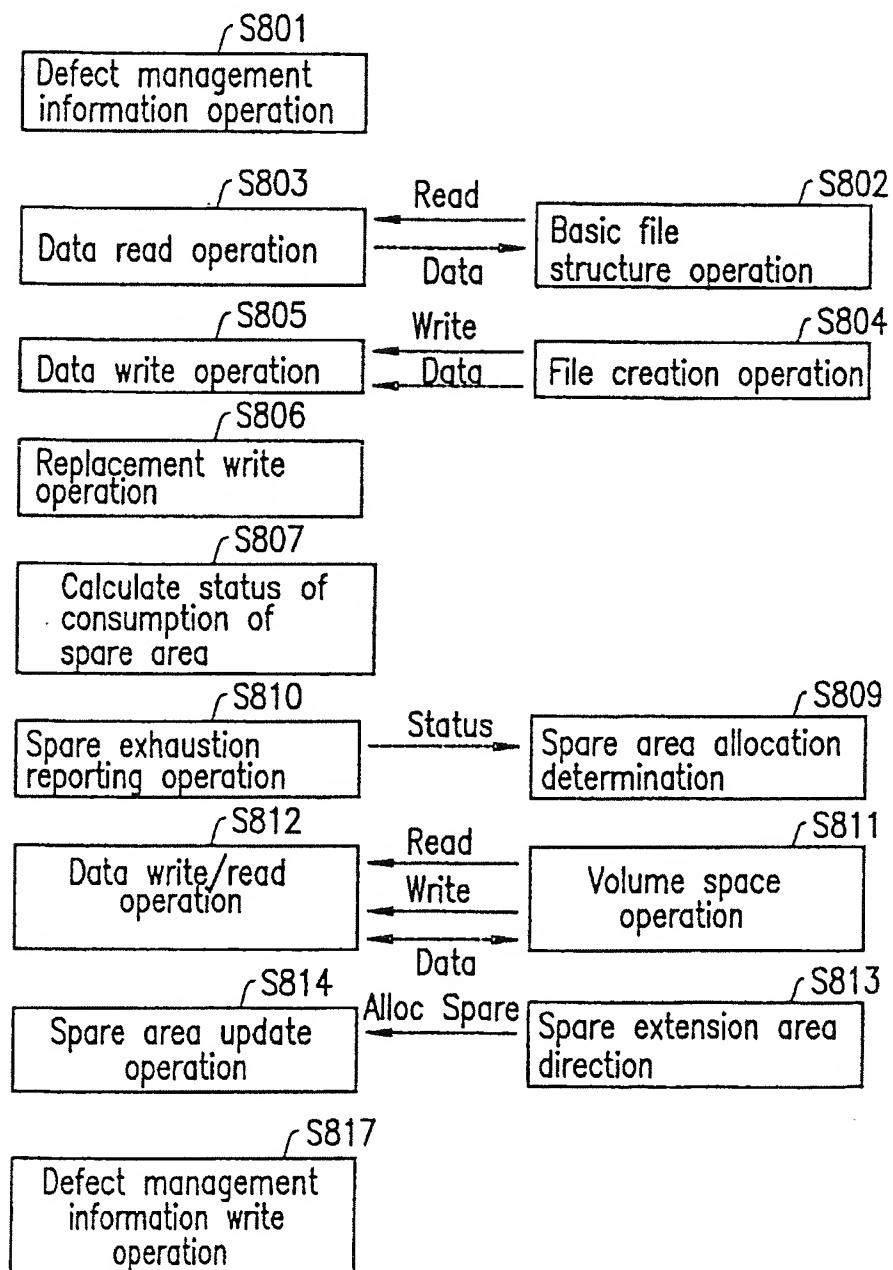 S801
Defect management
information operation
S803
Read
S802
Data read operation
Data
Basic file
structure operation
S805
Write
S804
Data write operation
Data
File creation operation
S806
Replacement write
operation
S807
Calculate status of
consumption of
spare area
S810
Status
S809
Spare exhaustion
reporting operation
Spare area allocation
determination
S812
Read
S811
Data write/read
operation
Write
Data
Volume space
operation
S814
Alloc Spare
S813
Spare area update
operation
Spare extension area
direction
S817
Defect management
information write
operation